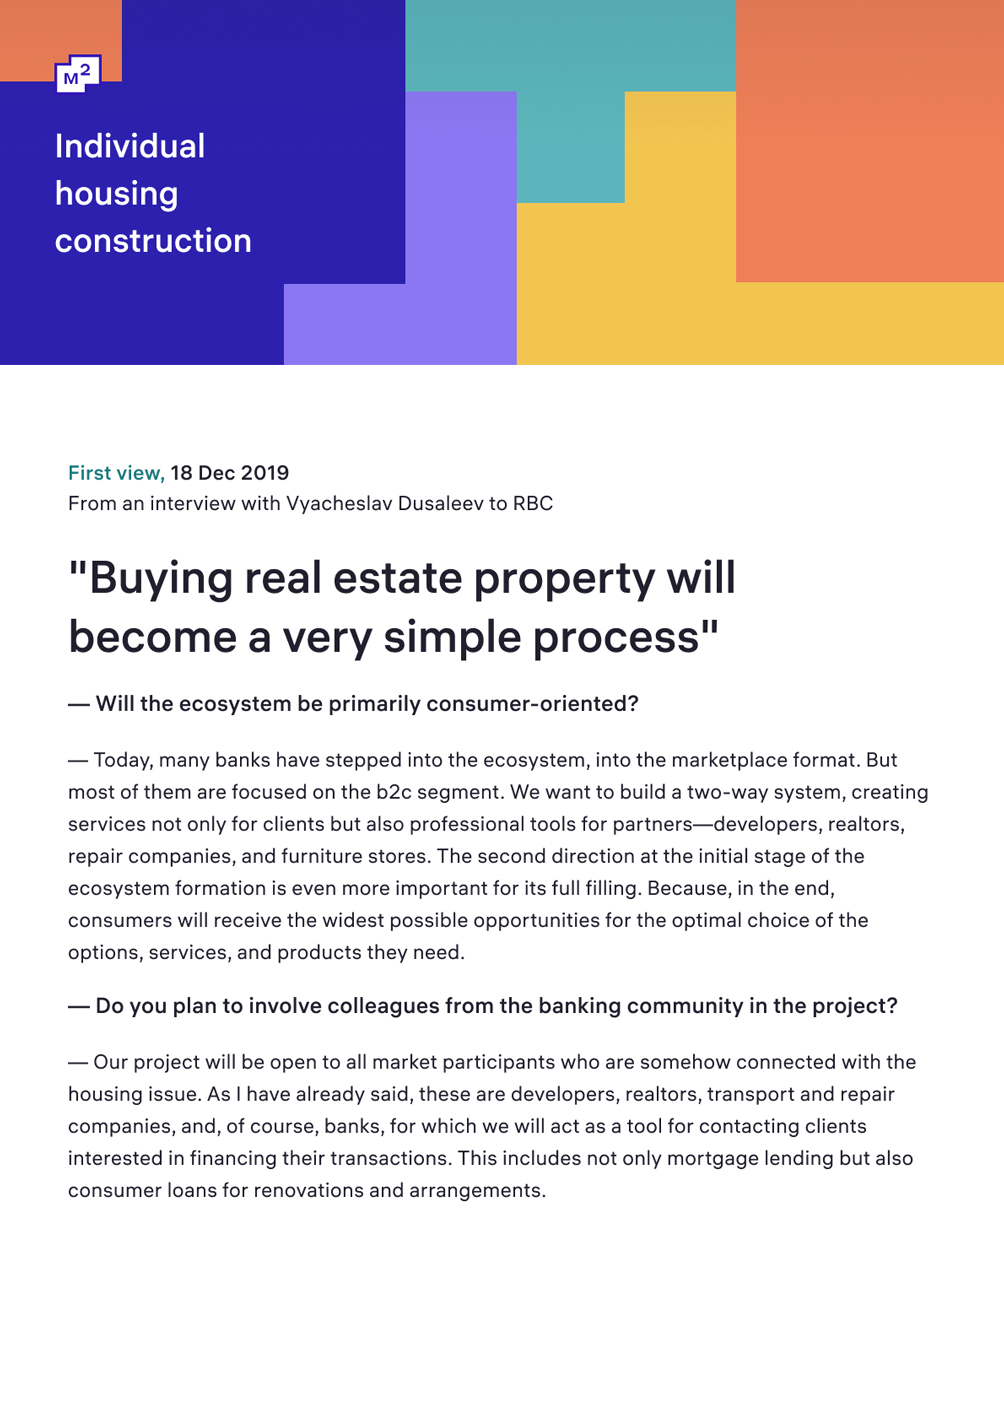 M2
Individual
housing
construction
First view, 18 Dec 2019
From an interview with Vyacheslav Dusaleev to RBC
"Buying real estate property will
become a very simple process"
— Will the ecosystem be primarily consumer-oriented?
— Today, many banks have stepped into the ecosystem, into the marketplace format. But
most of them are focused on the b2c segment. We want to build a two-way system, creating
services not only for clients but also professional tools for partners—developers, realtors,
repair companies, and furniture stores. The second direction at the initial stage of the
ecosystem formation is even more important for its full filling. Because, in the end,
consumers will receive the widest possible opportunities for the optimal choice of the
options, services, and products they need.
— Do you plan to involve colleagues from the banking community in the project?
— Our project will be open to all market participants who are somehow connected with the
housing issue. As I have already said, these are developers, realtors, transport and repair
companies, and, of course, banks, for which we will act as a tool for contacting clients
interested in financing their transactions. This includes not only mortgage lending but also
consumer loans for renovations and arrangements.